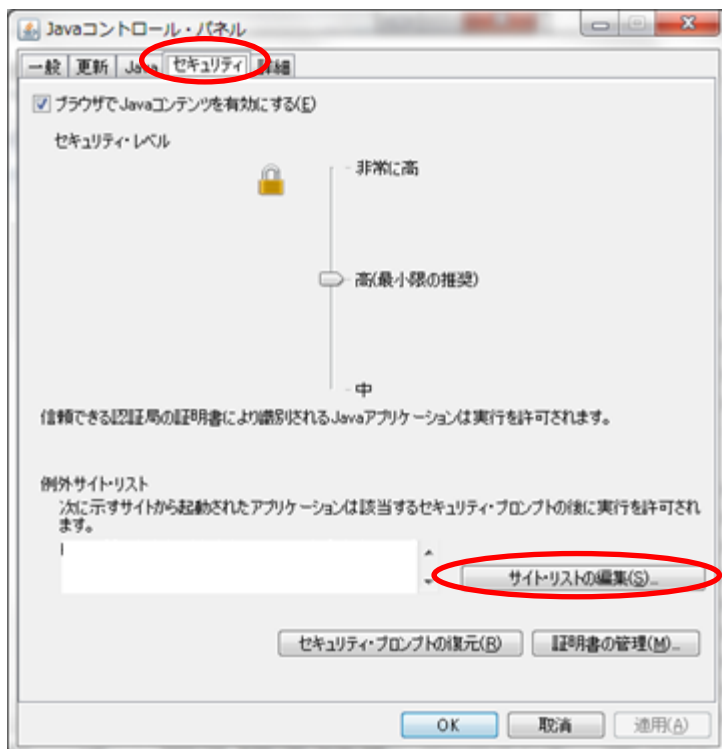 Javaコントロール・パネル
一般 更新 Java セキュリティ 詳細
ブラウザでJavaコンテンツを有効にする(E)
セキュリティ・レベル
非常に高
高(最小限の推奨)
中
信頼できる認証局の証明書により識別されるJavaアプリケーションは実行を許可されます。
例外サイト・リスト
次に示すサイトから起動されたアプリケーションは該当するセキュリティ・プロンプトの後に実行を許可され
ます。
サイト・リストの編集(S)...
セキュリティ・プロンプトの復元(R) 証明書の管理(M)...
OK 取消 適用(A)